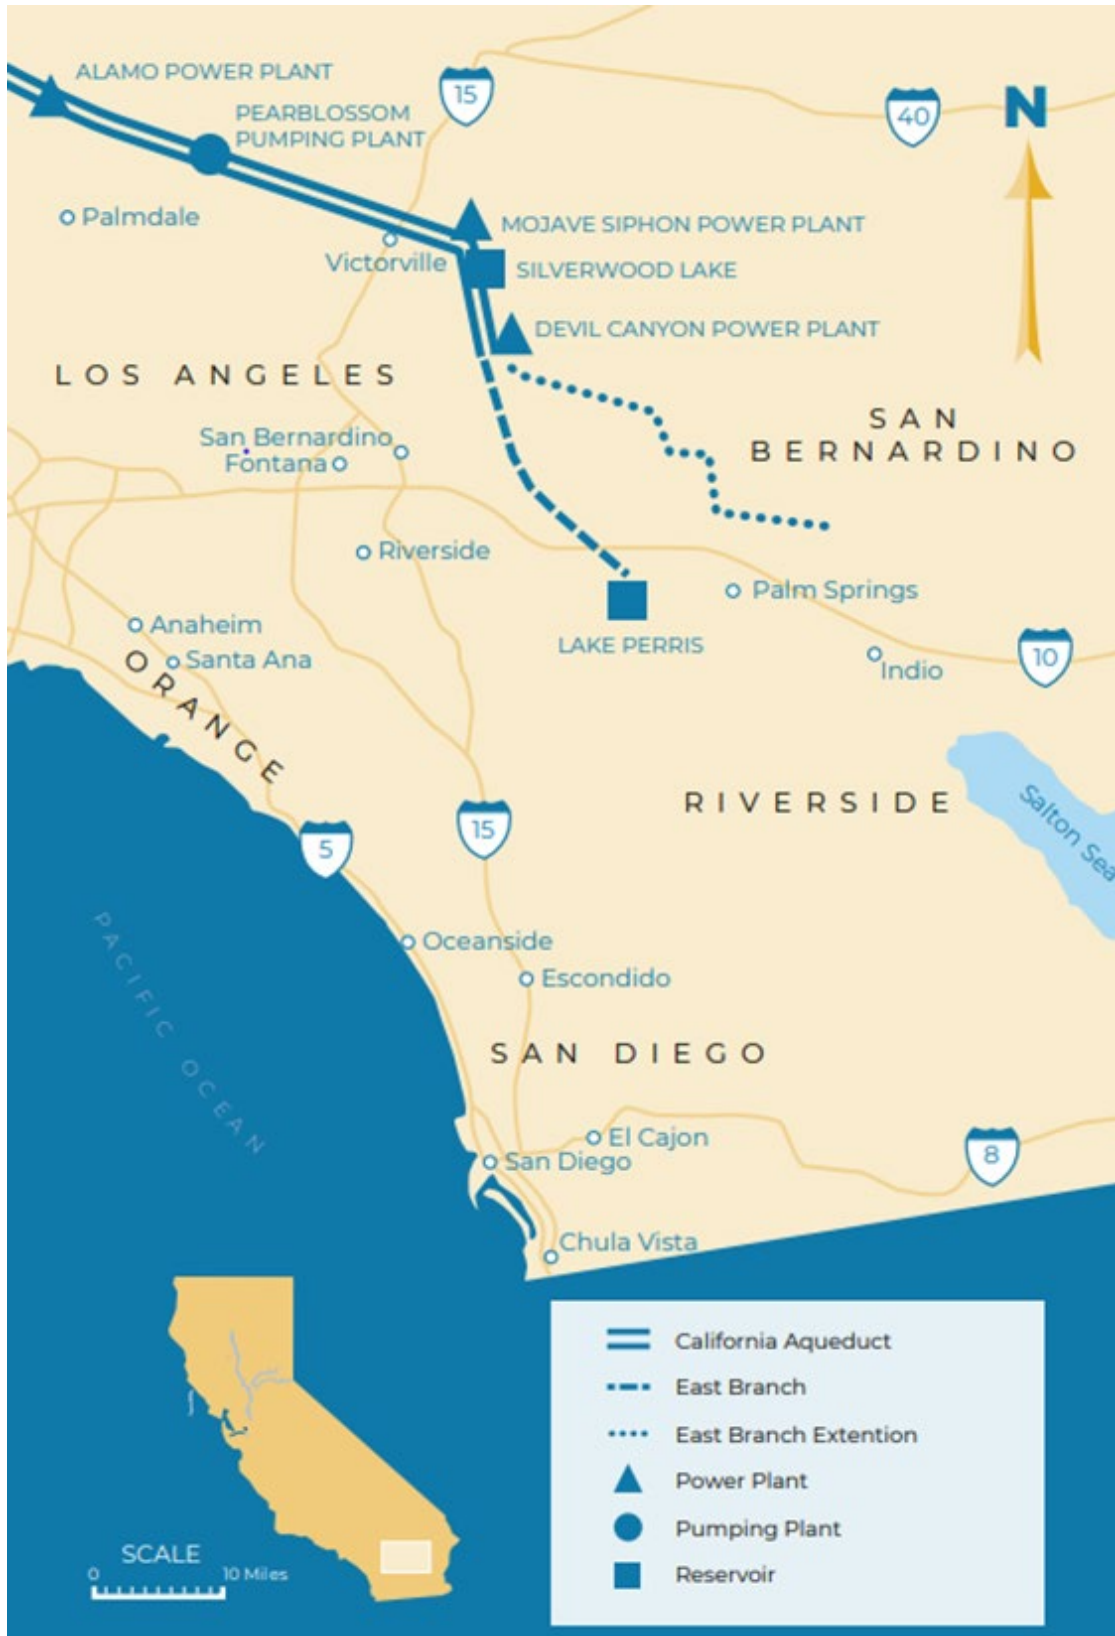 ALAMO POWER PLANT
15
PEARBLOSSOM
PUMPING PLANT
40
N
Palmdale
MOJAVE SIPHON POWER PLANT
Victorville
SILVERWOOD LAKE
DEVIL CANYON POWER PLANT
LOS ANGELES
SAN
BERNARDINO
San Bernardino
Fontana
Riverside
Palm Springs
Anaheim
LAKE PERRIS
Santa Ana
10
Indio
ORANGE
RIVERSIDE
Salton Sea
15
5
Oceanside
PACIFIC OCEAN
Escondido
SAN DIEGO
El Cajon
8
San Diego
Chula Vista
California Aqueduct
East Branch
East Branch Extention
Power Plant
Pumping Plant
Reservoir
SCALE
0 10 Miles